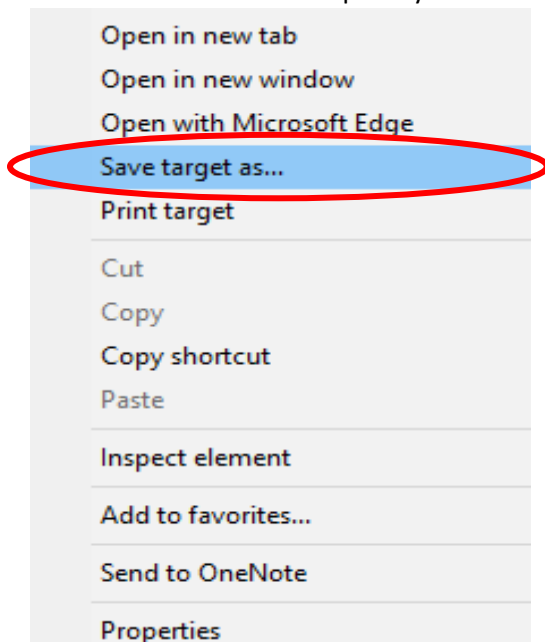 Open in new tab
Open in new window
Open with Microsoft Edge
Save target as...
Print target
Cut
Copy
Copy shortcut
Paste
Inspect element
Add to favorites...
Send to OneNote
Properties